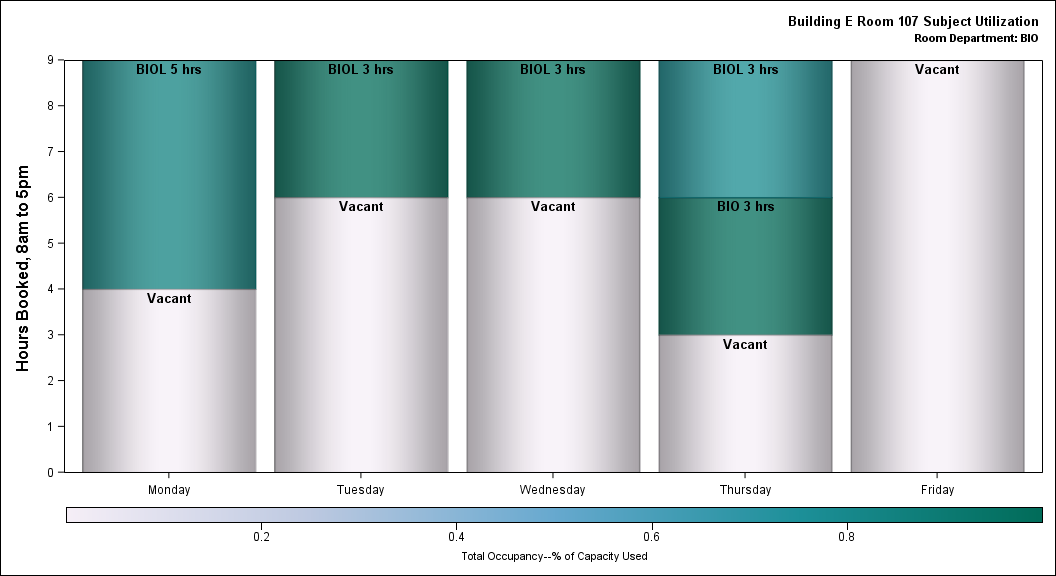 Building E Room 107 Subject Utilization
Room Department: BIO
Hours Booked, 8am to 5pm
9
8
7
6
5
4
3
2
1
0
BIOL 5 hrs
Vacant
BIOL 3 hrs
Vacant
BIOL 3 hrs
Vacant
BIOL 3 hrs
BIO 3 hrs
Vacant
Vacant
Monday
Tuesday
Wednesday
Thursday
Friday
0.2
0.4
0.6
0.8
Total Occupancy--% of Capacity Used